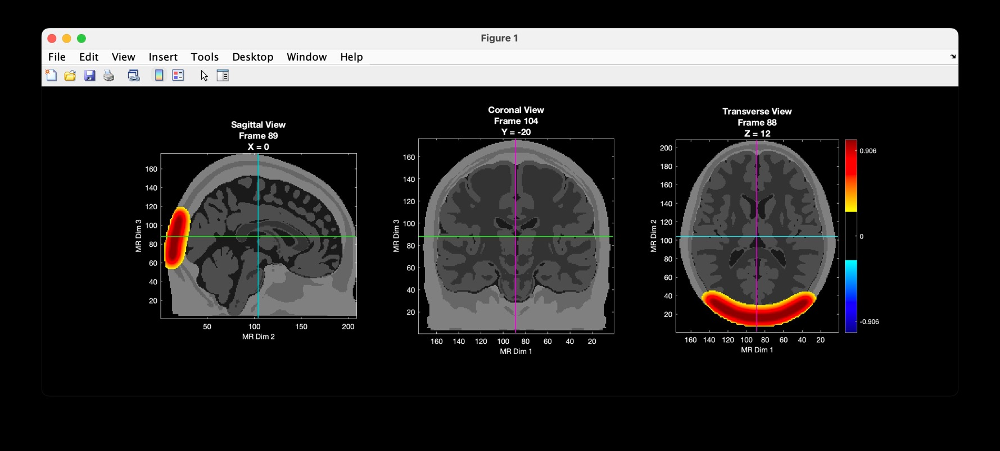 Figure 1
File Edit View Insert Tools Desktop Window Help
Sagittal View
Frame 89
X = 0
160
140
120
100
80
60
40
20
MR Dim 3
50 100 150 200
MR Dim 2
Coronal View
Frame 104
Y = -20
160
140
120
100
80
60
40
20
MR Dim 3
160 140 120 100 80 60 40 20
MR Dim 1
Transverse View
Frame 88
Z = 12
200
180
160
140
120
100
80
60
40
20
MR Dim 2
160 140 120 100 80 60 40 20
MR Dim 1
0.906
0
-0.906